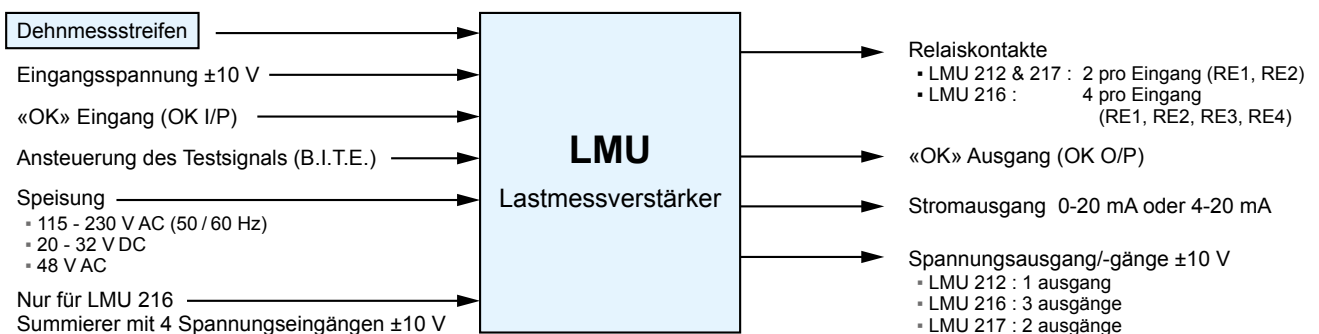 Dehnmessstreifen
Eingangsspannung ±10 V
«OK» Eingang (OK I/P)
Ansteuerung des Testsignals (B.I.T.E.)
Speisung
▪ 115 - 230 V AC (50 / 60 Hz)
▪ 20 - 32 V DC
▪ 48 V AC
Nur für LMU 216
Summierer mit 4 Spannungseingängen ±10 V
LMU
Lastmessverstärker
Relaiskontakte
▪ LMU 212 & 217 : 2 pro Eingang (RE1, RE2)
▪ LMU 216 : 4 pro Eingang
(RE1, RE2, RE3, RE4)
«OK» Ausgang (OK O/P)
Stromausgang 0-20 mA oder 4-20 mA
Spannungsausgang/-gänge ±10 V
▪ LMU 212 : 1 ausgang
▪ LMU 216 : 3 ausgänge
▪ LMU 217 : 2 ausgänge